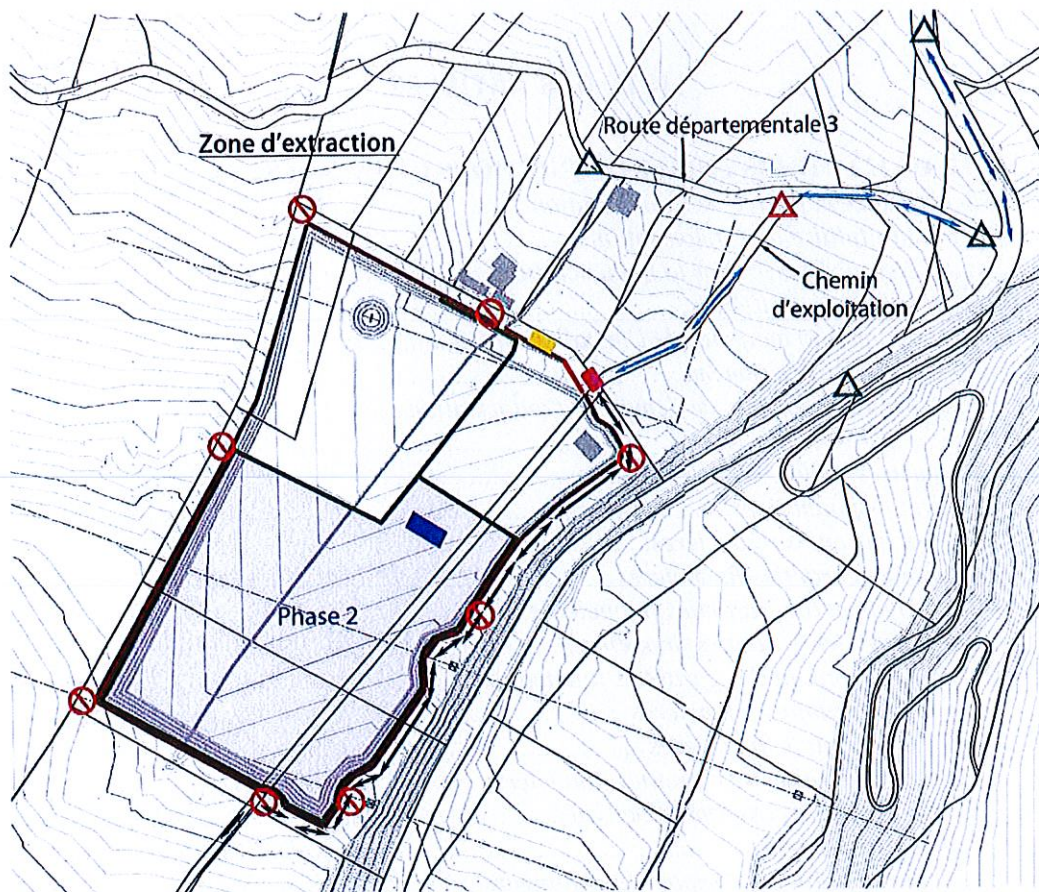 Zone d'extraction
Route départementale 3
Chemin
d'exploitation
Phase 2